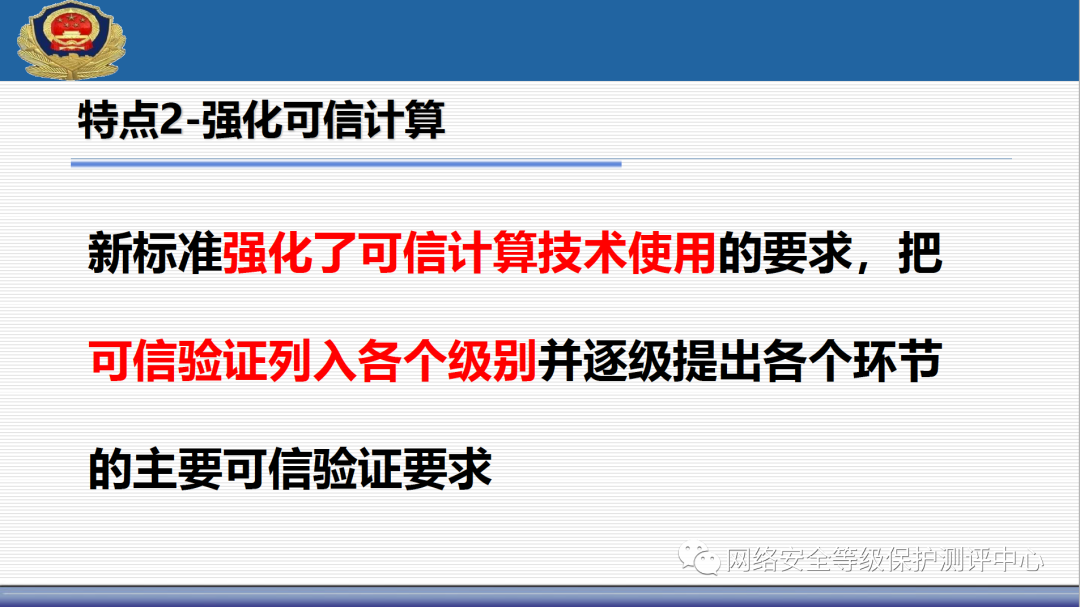 特点2-强化可信计算
新标准强化了可信计算技术使用的要求，把
可信验证列入各个级别并逐级提出各个环节
的主要可信验证要求
网络安全等级保护测评中心